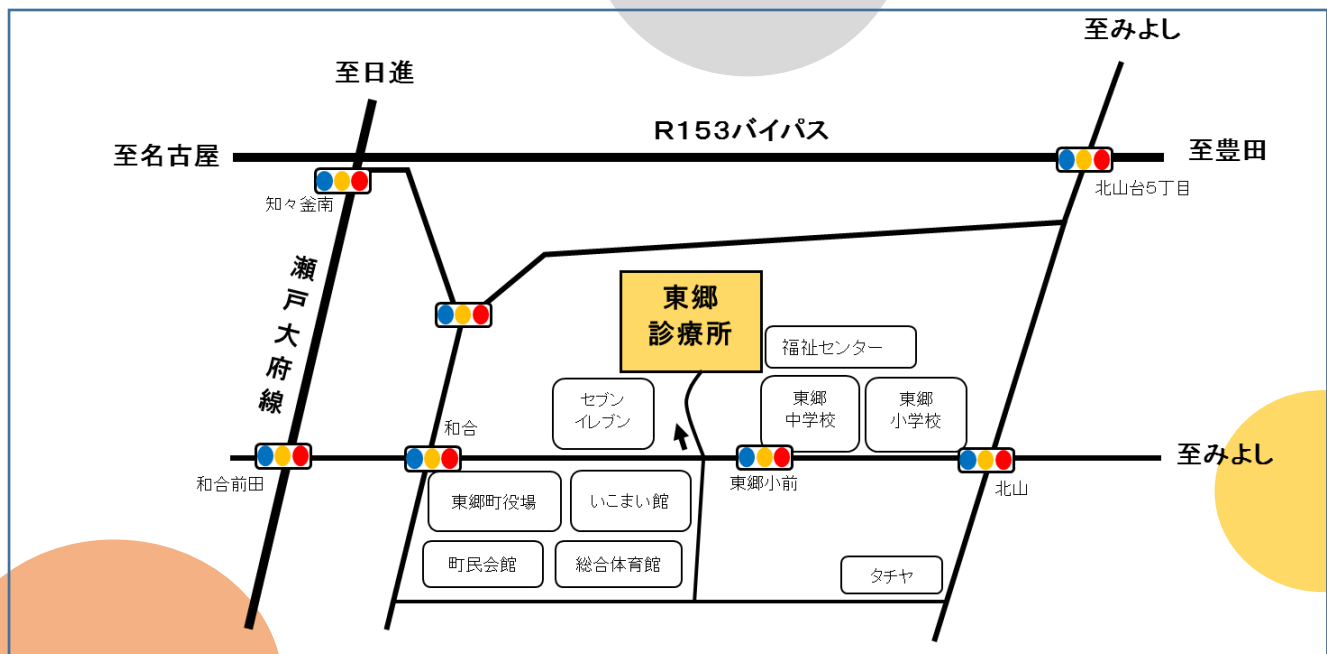 至みよし
至日進
R153バイパス
至名古屋
至豊田
知々釜南
北山台5丁目
瀬戸大府線
東郷
診療所
福祉センター
セブン
イレブン
東郷
中学校
東郷
小学校
和合
至みよし
和合前田
東郷小前
北山
東郷町役場
いこまい館
町民会館
総合体育館
タチヤ